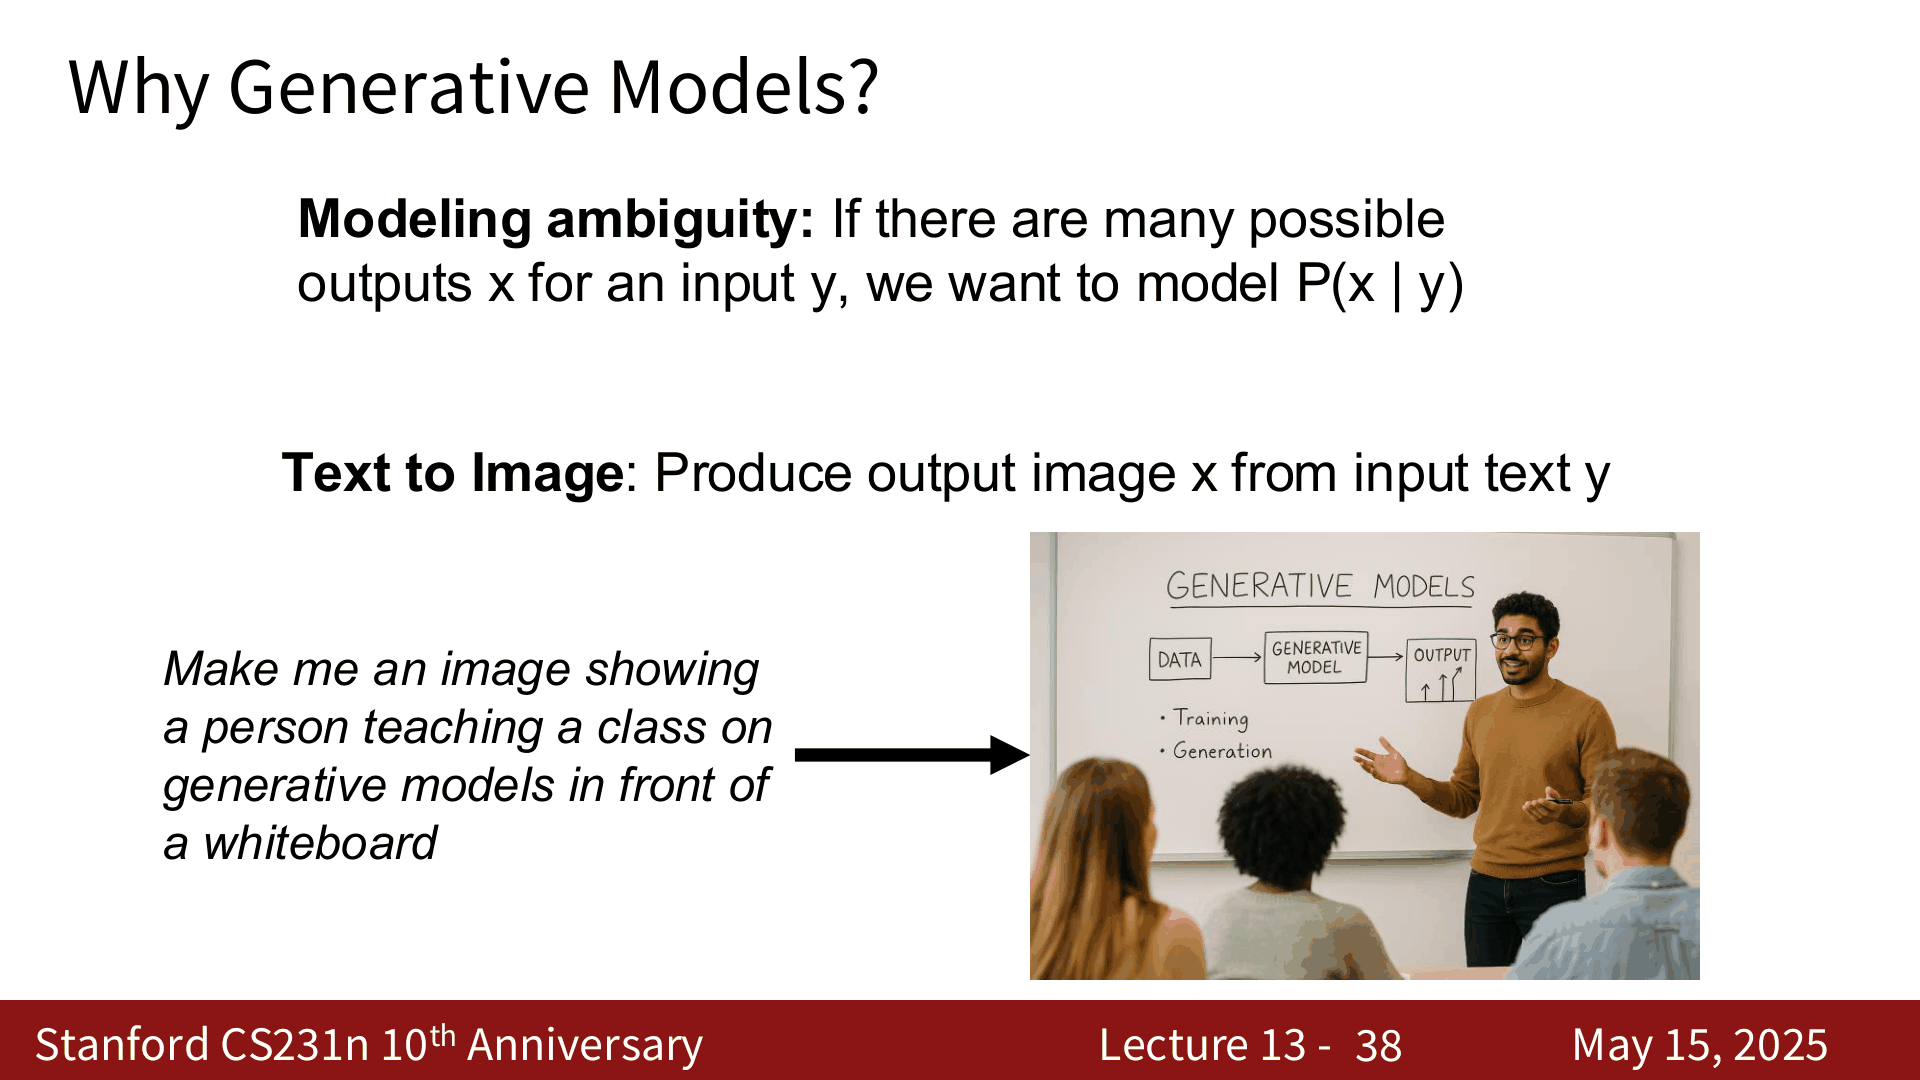 Why Generative Models?
Modeling ambiguity: If there are many possible
outputs x for an input y, we want to model P(x | y)
Text to Image: Produce output image x from input text y
Make me an image showing
a person teaching a class on
generative models in front of
a whiteboard
GENERATIVE MODELS
DATA
GENERATIVE
MODEL
OUTPUT
• Training
• Generation
Stanford CS231n 10th Anniversary
Lecture 13 - 38
May 15, 2025